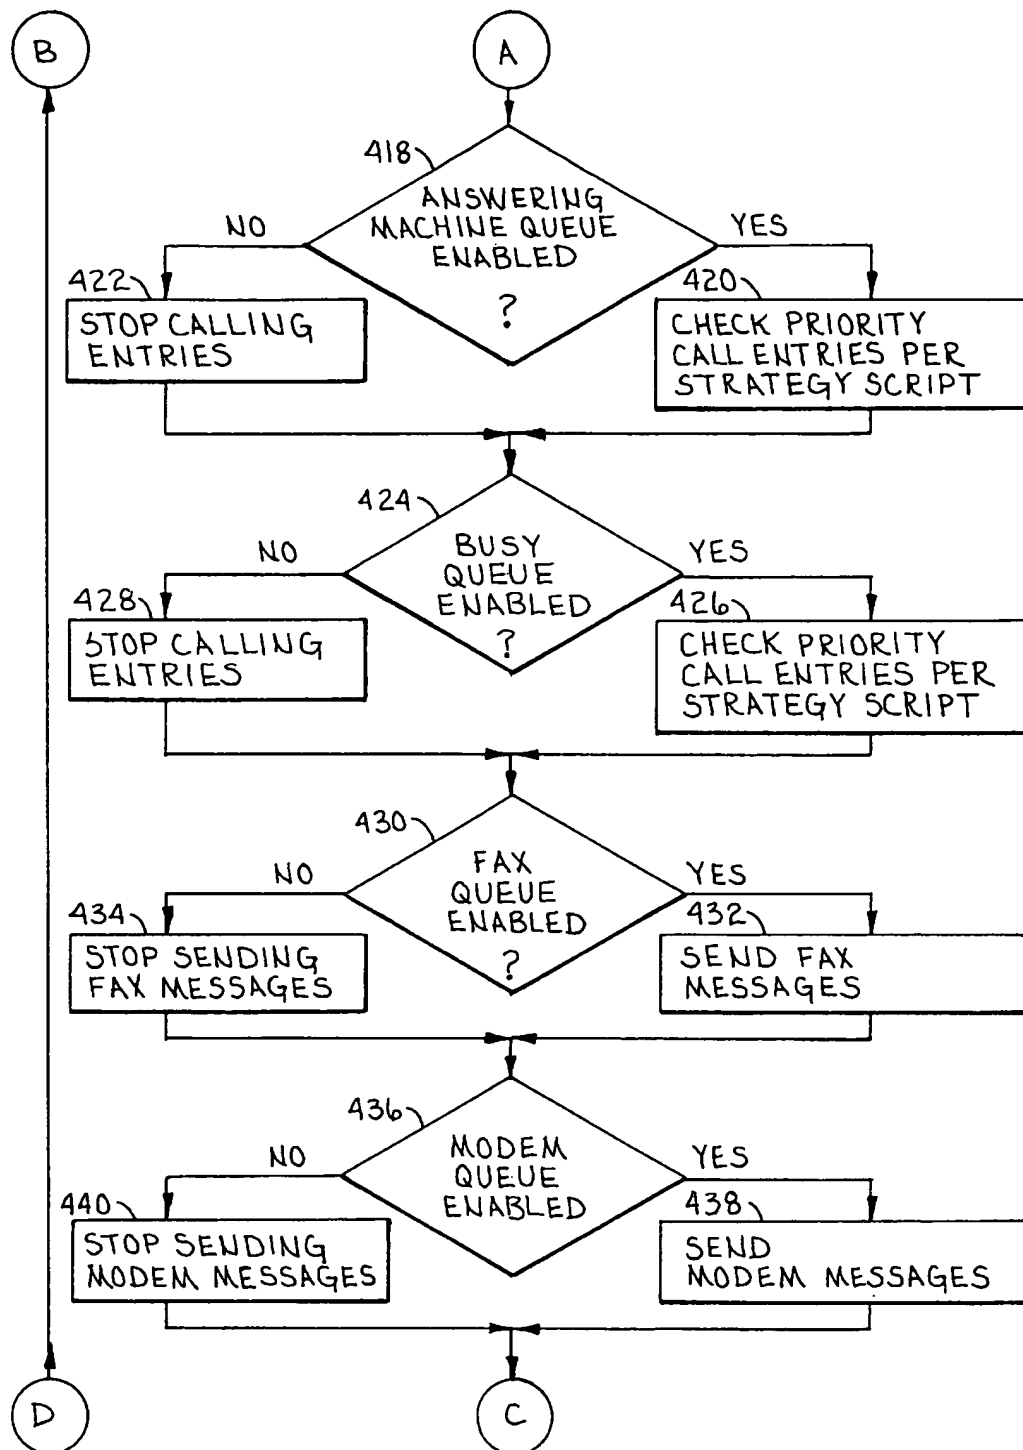 B
A
418
ANSWERING
MACHINE QUEUE
ENABLED
?
NO
YES
422
STOP CALLING
ENTRIES
420
CHECK PRIORITY
CALL ENTRIES PER
STRATEGY SCRIPT
424
BUSY
QUEUE
ENABLED
?
NO
YES
428
STOP CALLING
ENTRIES
426
CHECK PRIORITY
CALL ENTRIES PER
STRATEGY SCRIPT
430
FAX
QUEUE
ENABLED
?
NO
YES
434
STOP SENDING
FAX MESSAGES
432
SEND FAX
MESSAGES
436
MODEM
QUEUE
ENABLED
NO
YES
440
STOP SENDING
MODEM MESSAGES
438
SEND
MODEM MESSAGES
D
C